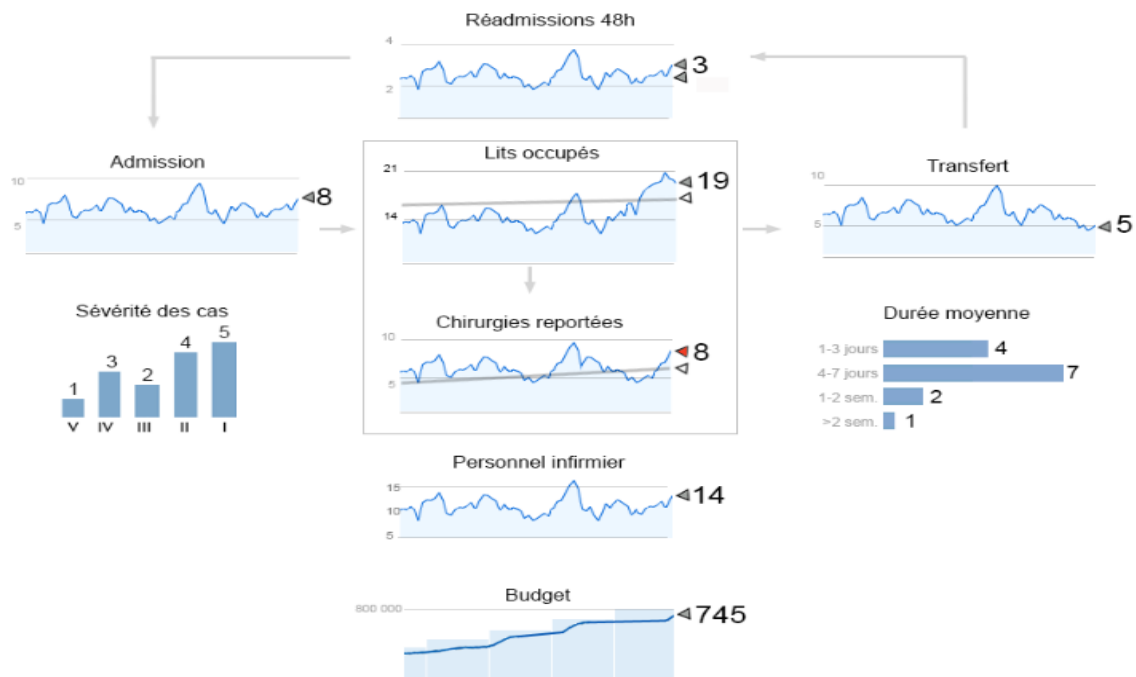 Réadmissions 48h
4
2
3
Admission
10
5
8
Lits occupés
21
14
19
Transfert
10
5
5
Sévérité des cas
1 3 2 4 5
V IV III II I
Chirurgies reportées
10
5
8
Durée moyenne
1-3 jours 4
4-7 jours 7
1-2 sem. 2
>2 sem. 1
Personnel infirmier
15
10
5
14
Budget
800 000
745